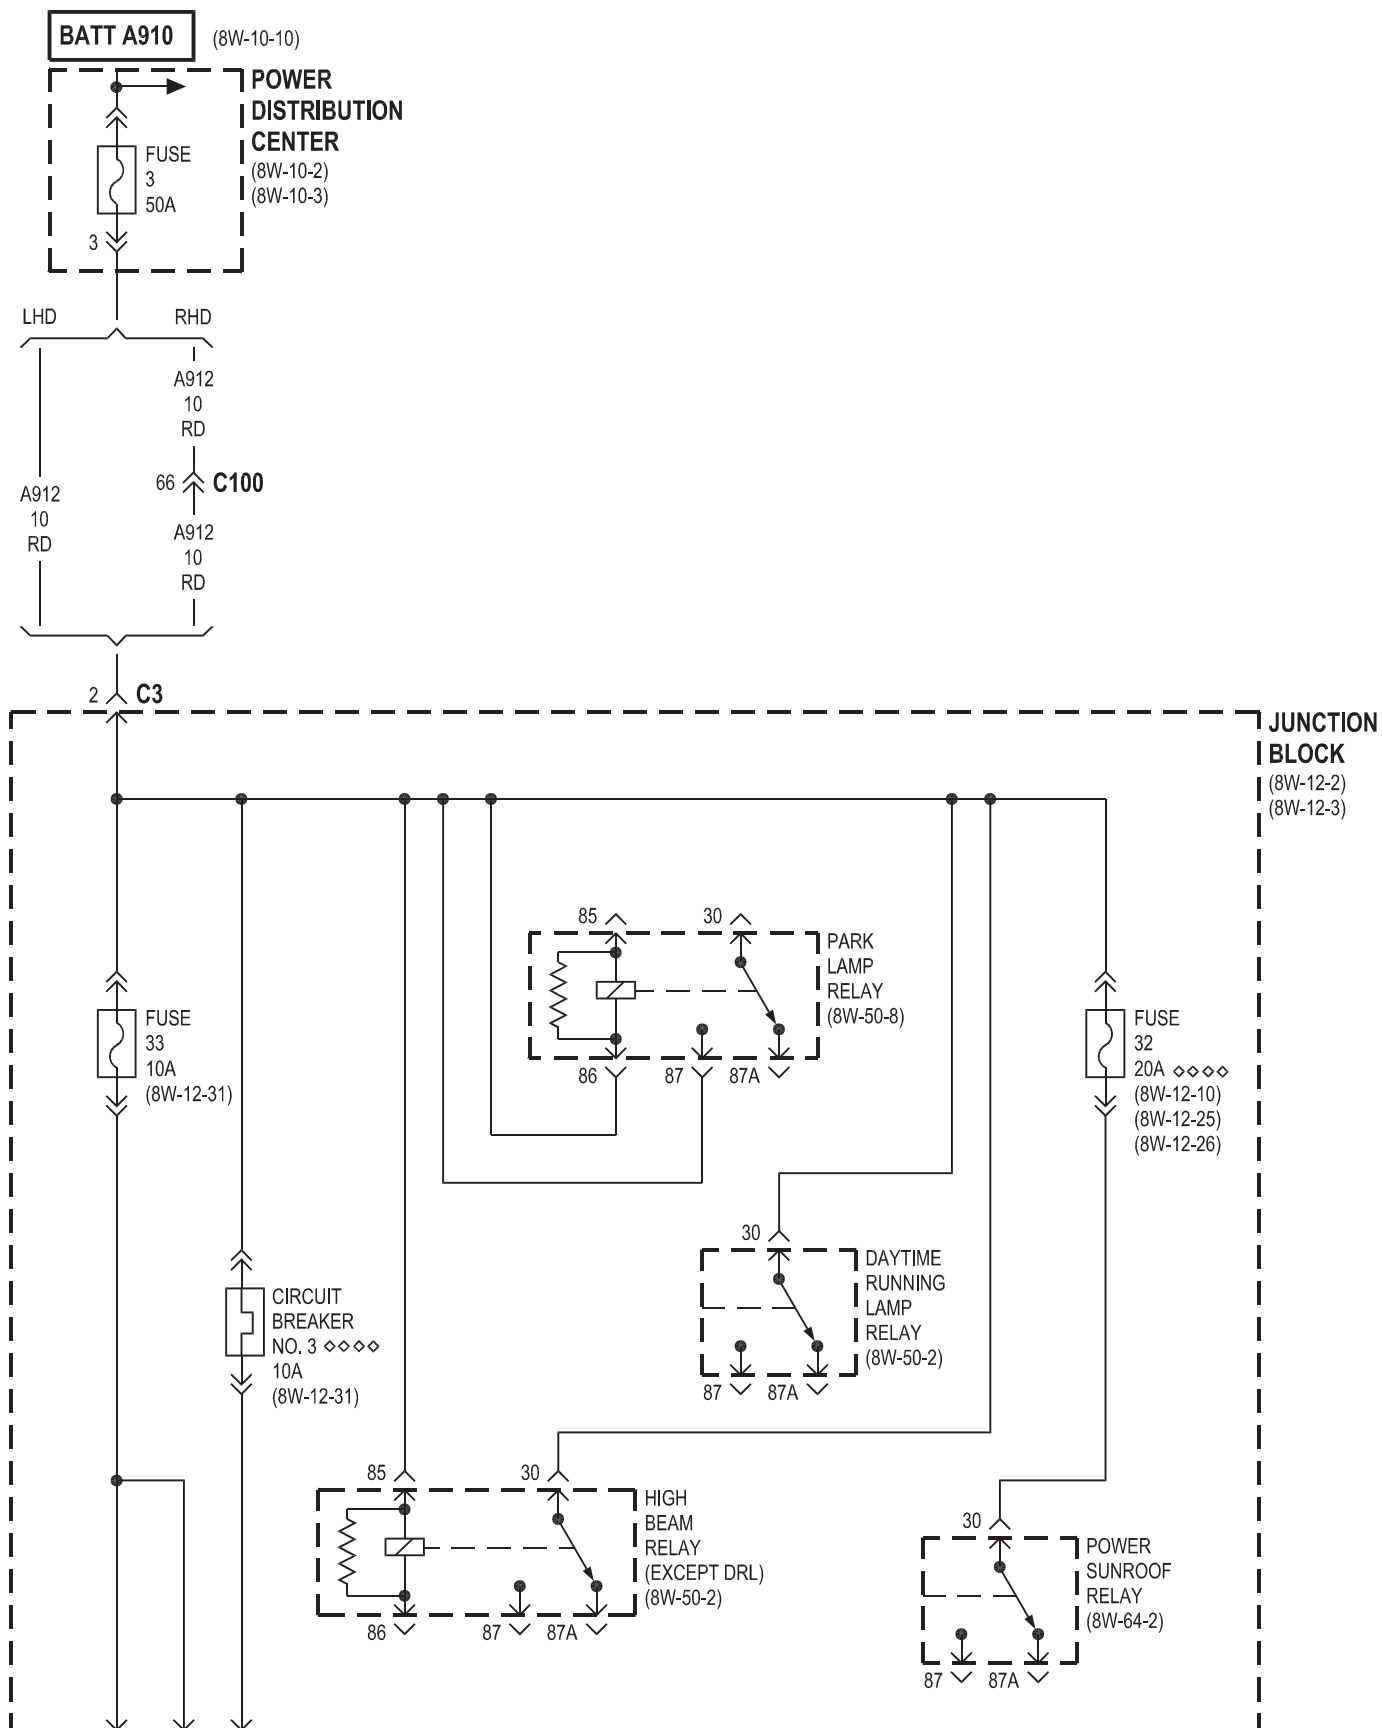 BATT A910
(8W-10-10)
POWER
DISTRIBUTION
CENTER
(8W-10-2)
(8W-10-3)
FUSE
3
50A
3
LHD
RHD
A912
10
RD
66
C100
A912
10
RD
A912
10
RD
2
C3
JUNCTION
BLOCK
(8W-12-2)
(8W-12-3)
85
30
PARK
LAMP
RELAY
(8W-50-8)
86
87
87A
FUSE
33
10A
(8W-12-31)
FUSE
32
20A ◇◇◇◇
(8W-12-10)
(8W-12-25)
(8W-12-26)
30
DAYTIME
RUNNING
LAMP
RELAY
(8W-50-2)
87
87A
CIRCUIT
BREAKER
NO. 3 ◇◇◇◇
10A
(8W-12-31)
85
30
HIGH
BEAM
RELAY
(EXCEPT DRL)
(8W-50-2)
86
87
87A
30
POWER
SUNROOF
RELAY
(8W-64-2)
87
87A